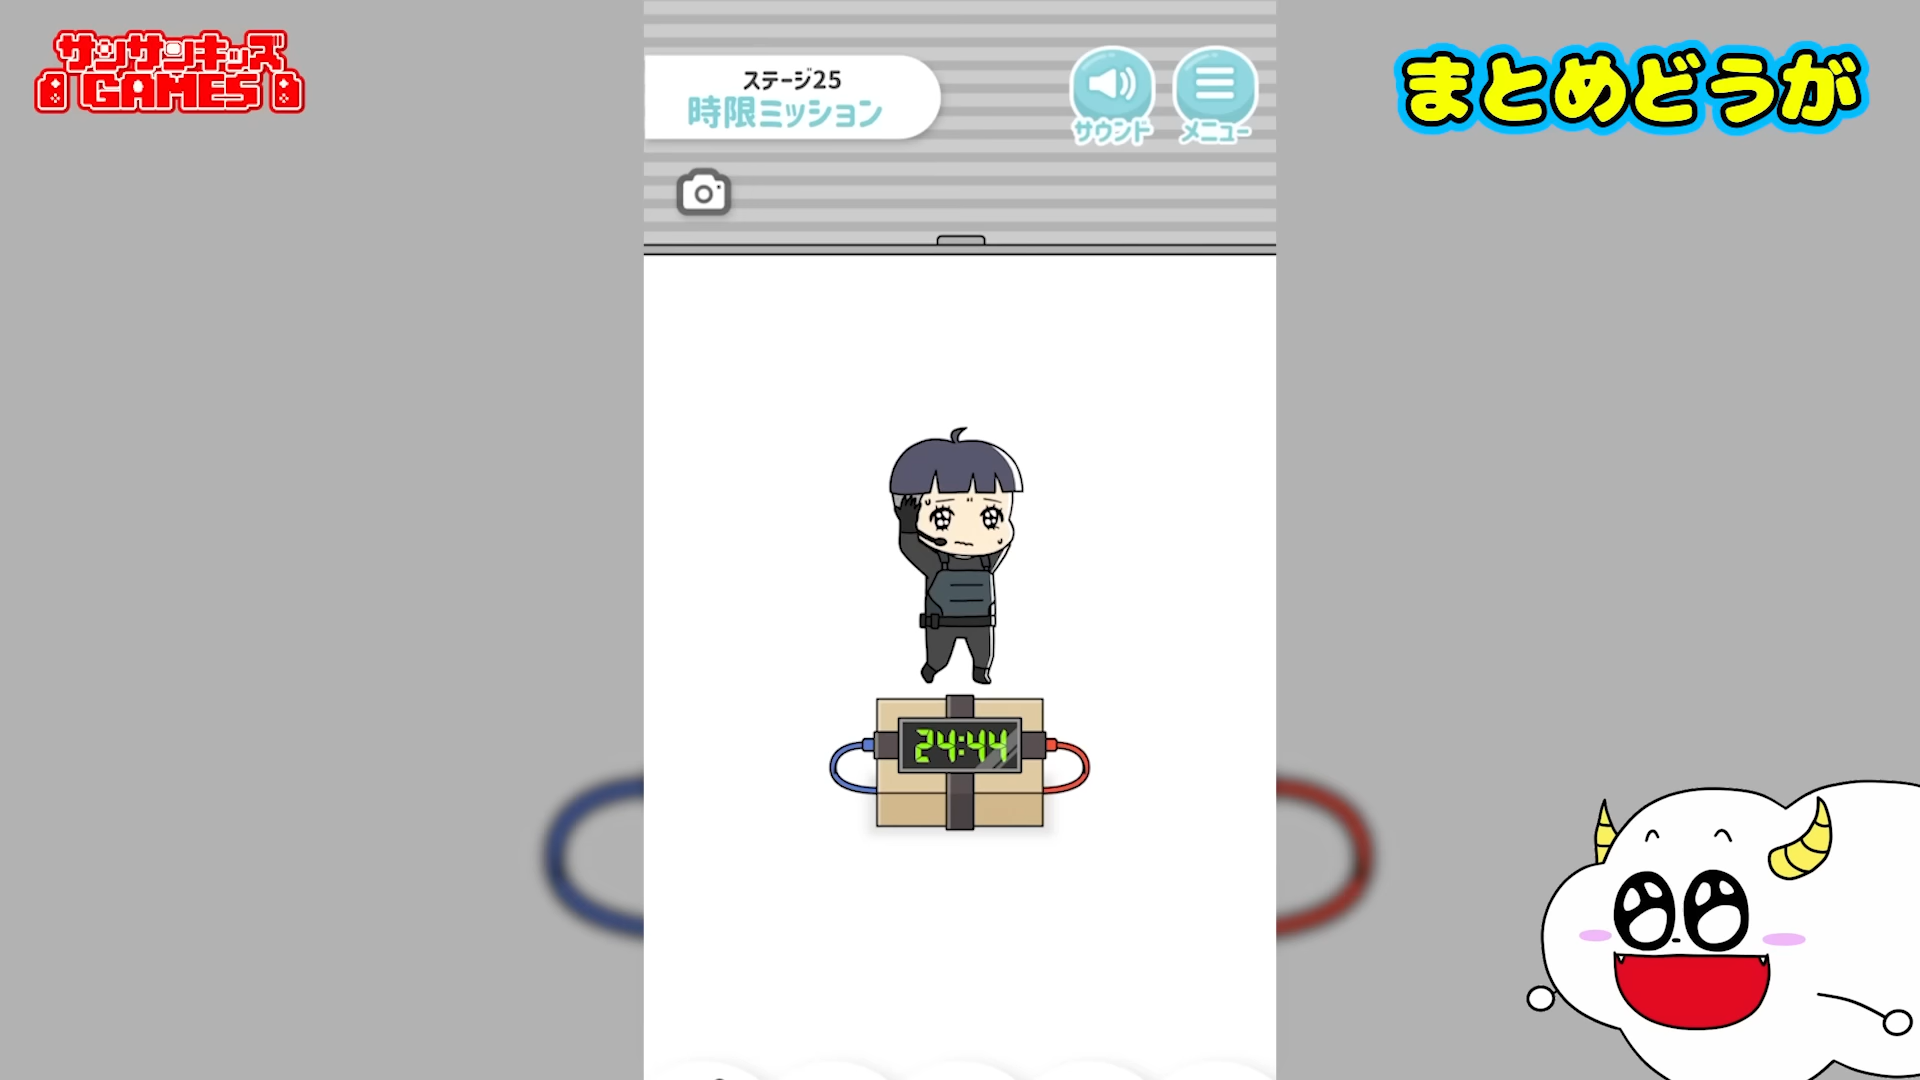 サンサンキッズ
GAMES
ステージ25
時限ミッション
サウンド
メニュー
まとめどうが
24:44